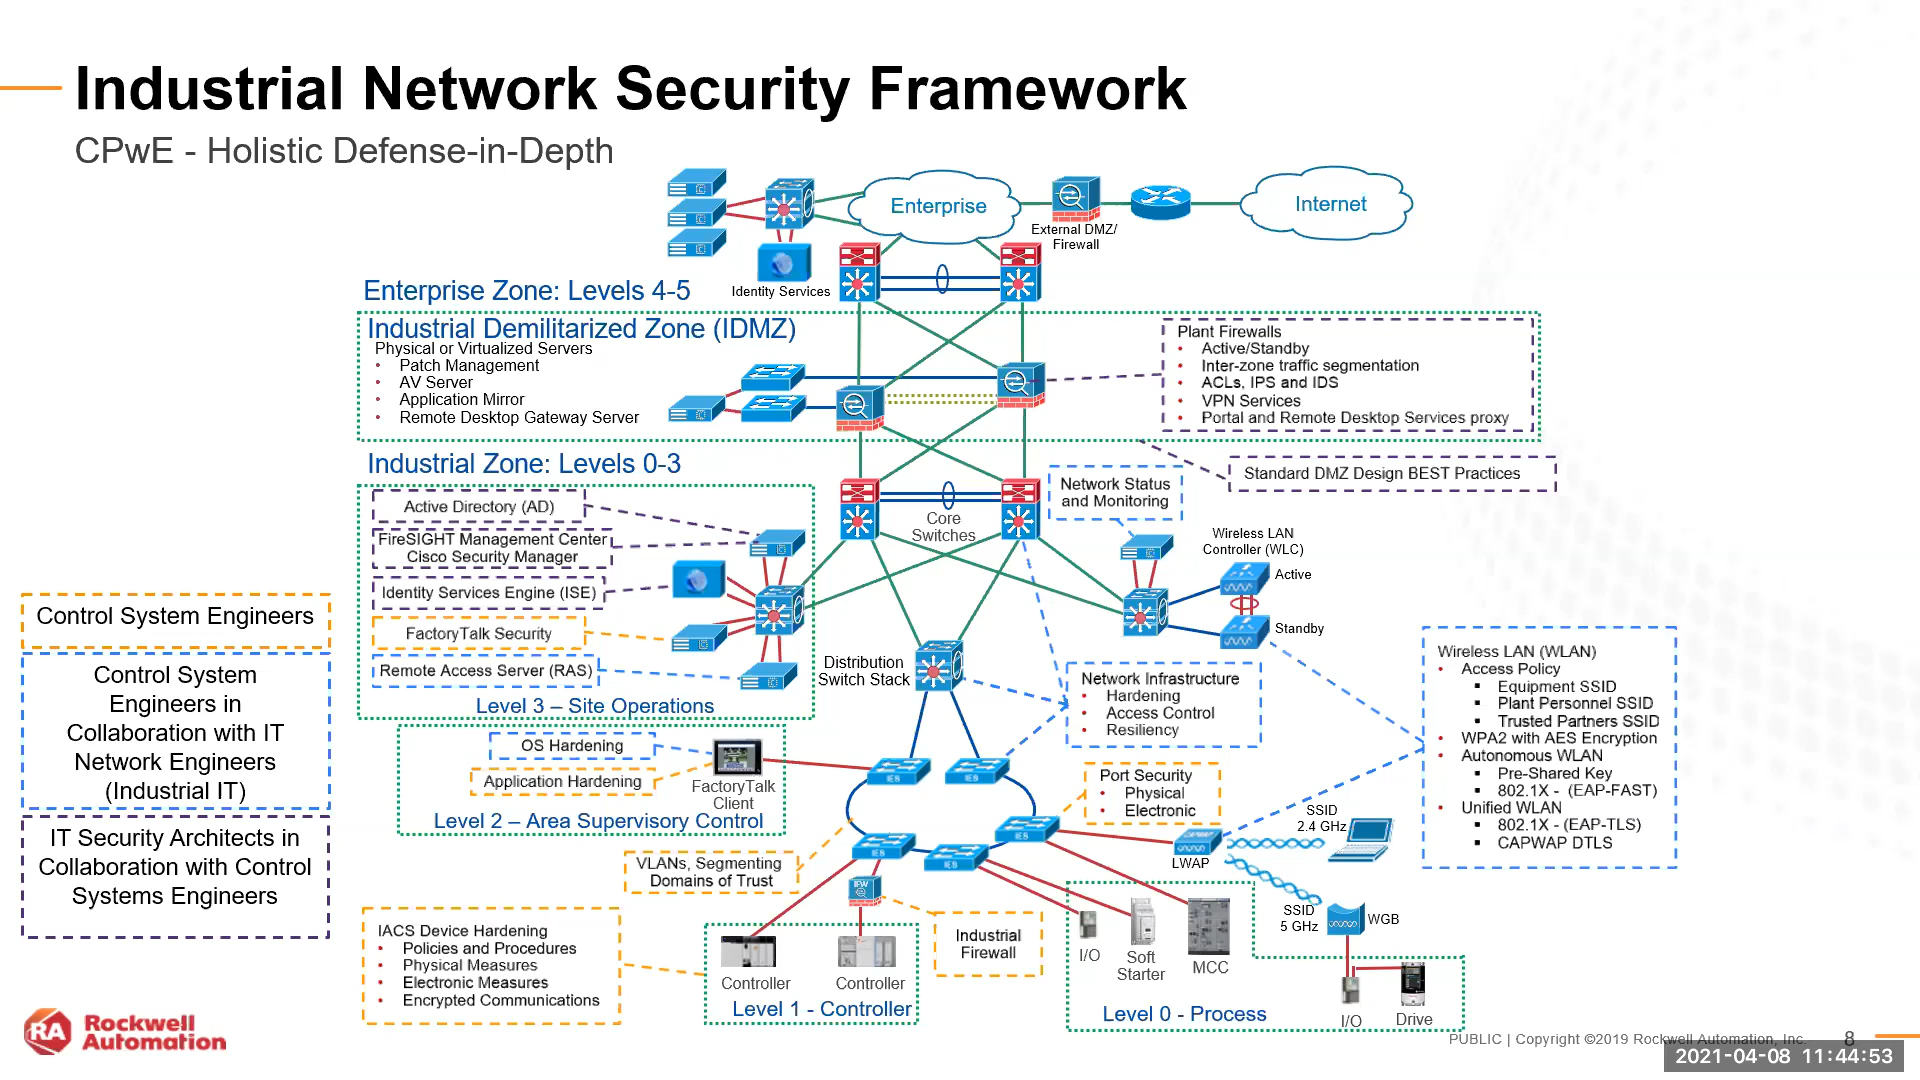 Industrial Network Security Framework
CPwE - Holistic Defense-in-Depth
Enterprise
Internet
External DMZ/
Firewall
Identity Services
Enterprise Zone: Levels 4-5
Industrial Demilitarized Zone (IDMZ)
Physical or Virtualized Servers
• Patch Management
• AV Server
• Application Mirror
• Remote Desktop Gateway Server
Plant Firewalls
• Active/Standby
• Inter-zone traffic segmentation
• ACLs, IPS and IDS
• VPN Services
• Portal and Remote Desktop Services proxy
Standard DMZ Design BEST Practices
Industrial Zone: Levels 0-3
Active Directory (AD)
FireSIGHT Management Center
Cisco Security Manager
Identity Services Engine (ISE)
FactoryTalk Security
Remote Access Server (RAS)
Level 3 – Site Operations
Core
Switches
Network Status
and Monitoring
Wireless LAN
Controller (WLC)
Active
Standby
Distribution
Switch Stack
Network Infrastructure
• Hardening
• Access Control
• Resiliency
Control System Engineers
Control System
Engineers in
Collaboration with IT
Network Engineers
(Industrial IT)
IT Security Architects in
Collaboration with Control
Systems Engineers
Wireless LAN (WLAN)
• Access Policy
▪ Equipment SSID
▪ Plant Personnel SSID
▪ Trusted Partners SSID
• WPA2 with AES Encryption
• Autonomous WLAN
▪ Pre-Shared Key
▪ 802.1X - (EAP-FAST)
• Unified WLAN
▪ 802.1X - (EAP-TLS)
▪ CAPWAP DTLS
OS Hardening
Application Hardening
FactoryTalk
Client
Level 2 – Area Supervisory Control
IES
IES
IES
IES
IES
IFW
Port Security
• Physical
• Electronic
CAPWAP
LWAP
SSID
2.4 GHz
SSID
5 GHz
WGB
VLANs, Segmenting
Domains of Trust
IACS Device Hardening
• Policies and Procedures
• Physical Measures
• Electronic Measures
• Encrypted Communications
Industrial
Firewall
Controller
Controller
Level 1 - Controller
I/O
Soft
Starter
MCC
Level 0 - Process
I/O
Drive
RA
Rockwell
Automation
PUBLIC | Copyright ©2019 Rockwell Automation, Inc.
8
2021-04-08 11:44:53